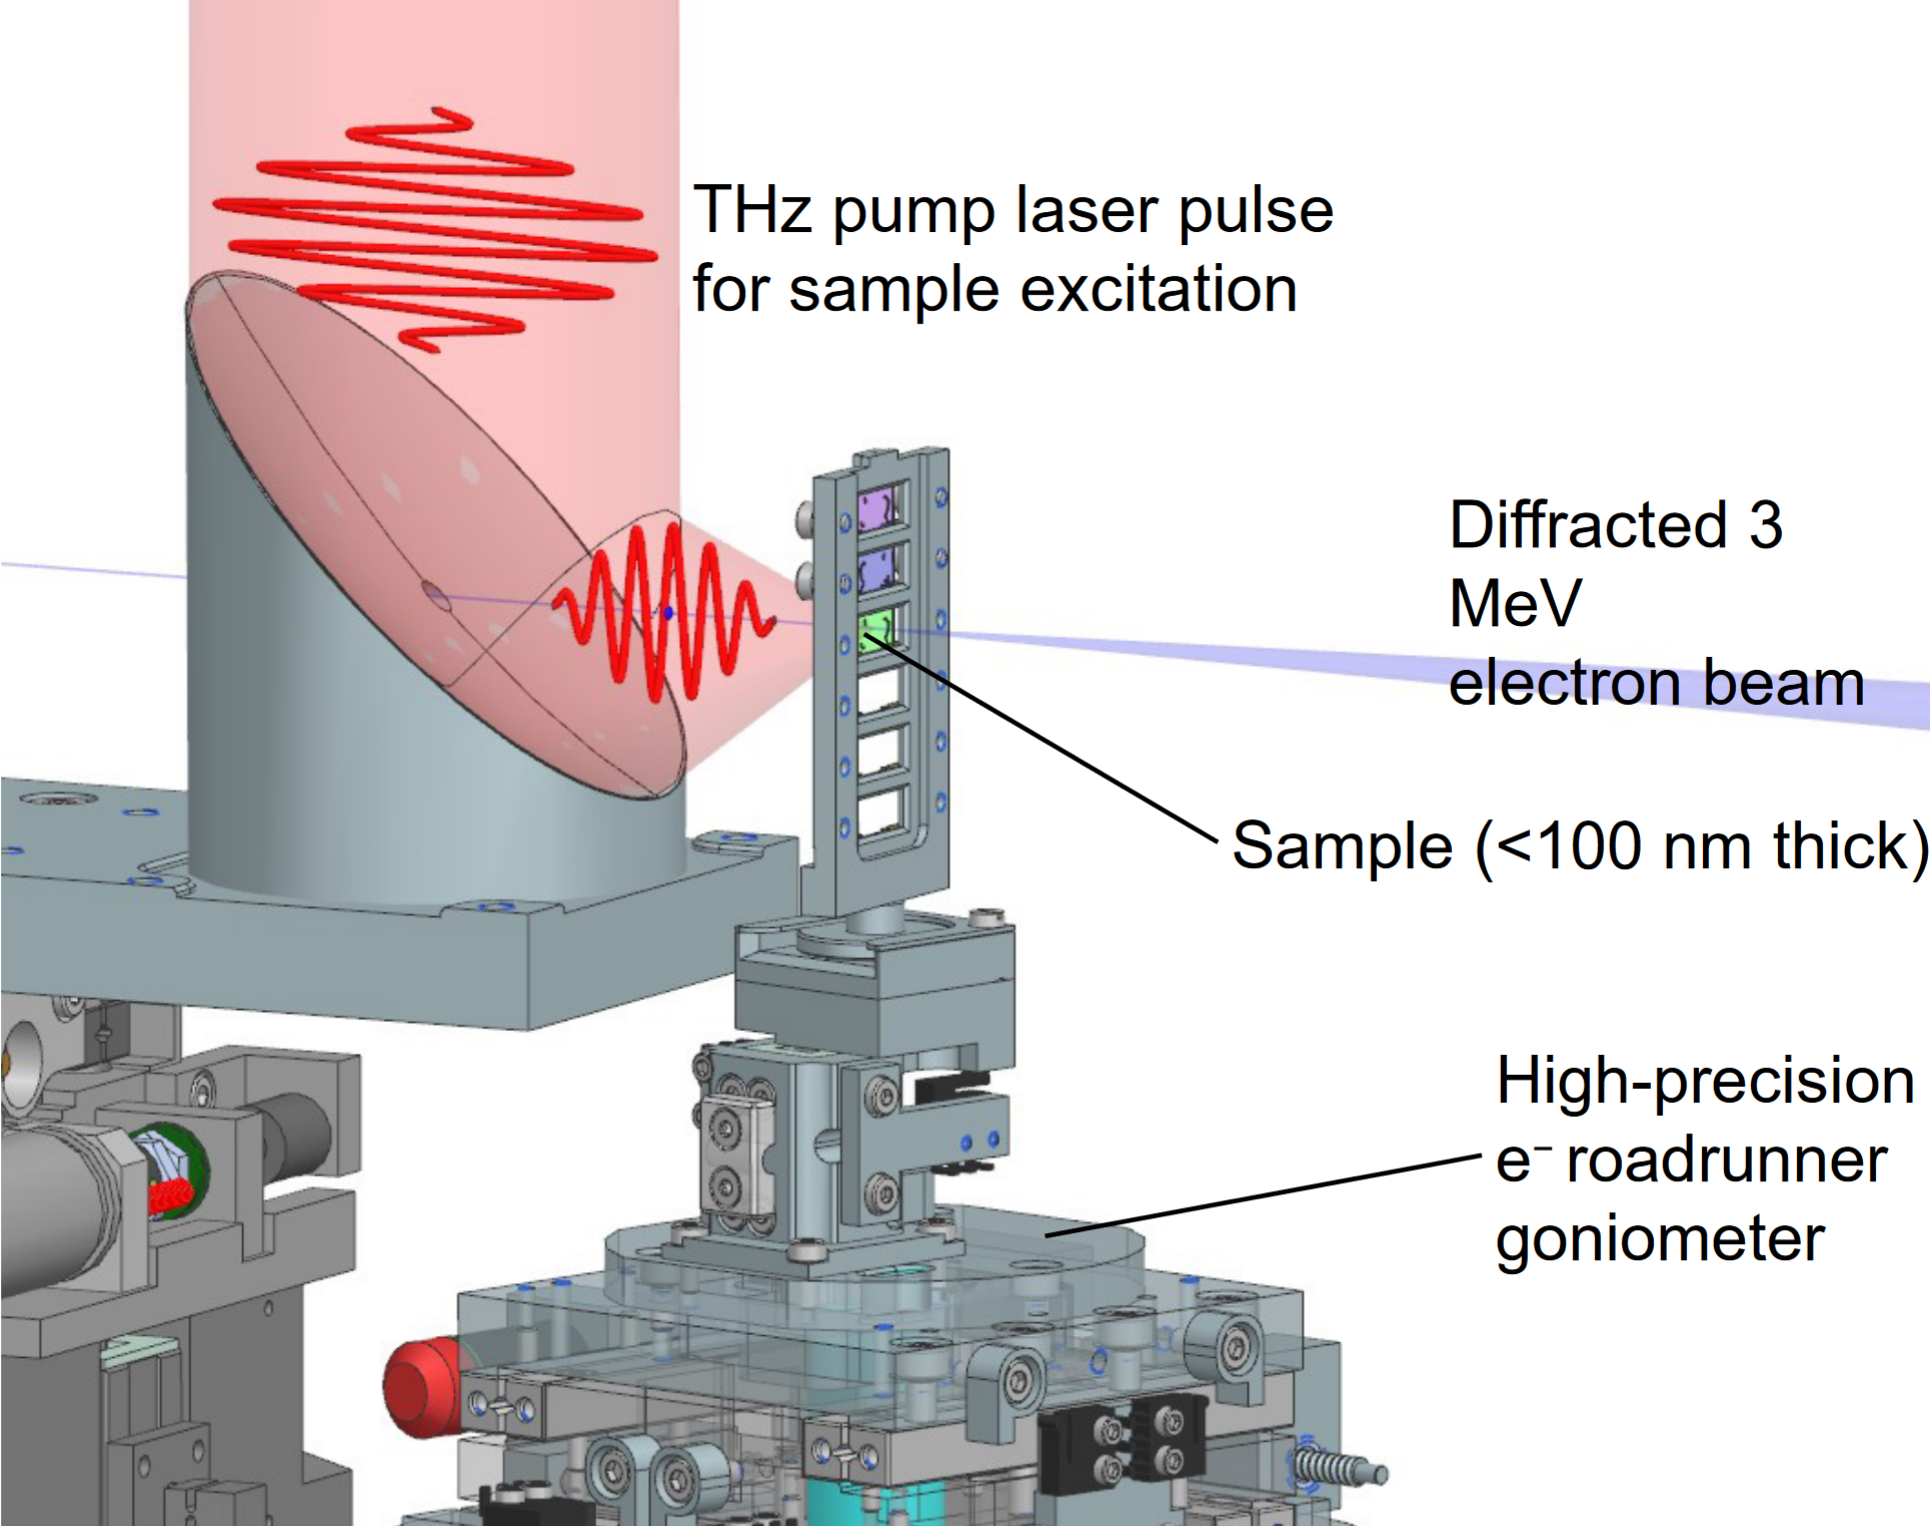 THz pump laser pulse
for sample excitation
Diffracted 3
MeV
electron beam
Sample (<100 nm thick)
High-precision
e⁻ roadrunner
goniometer